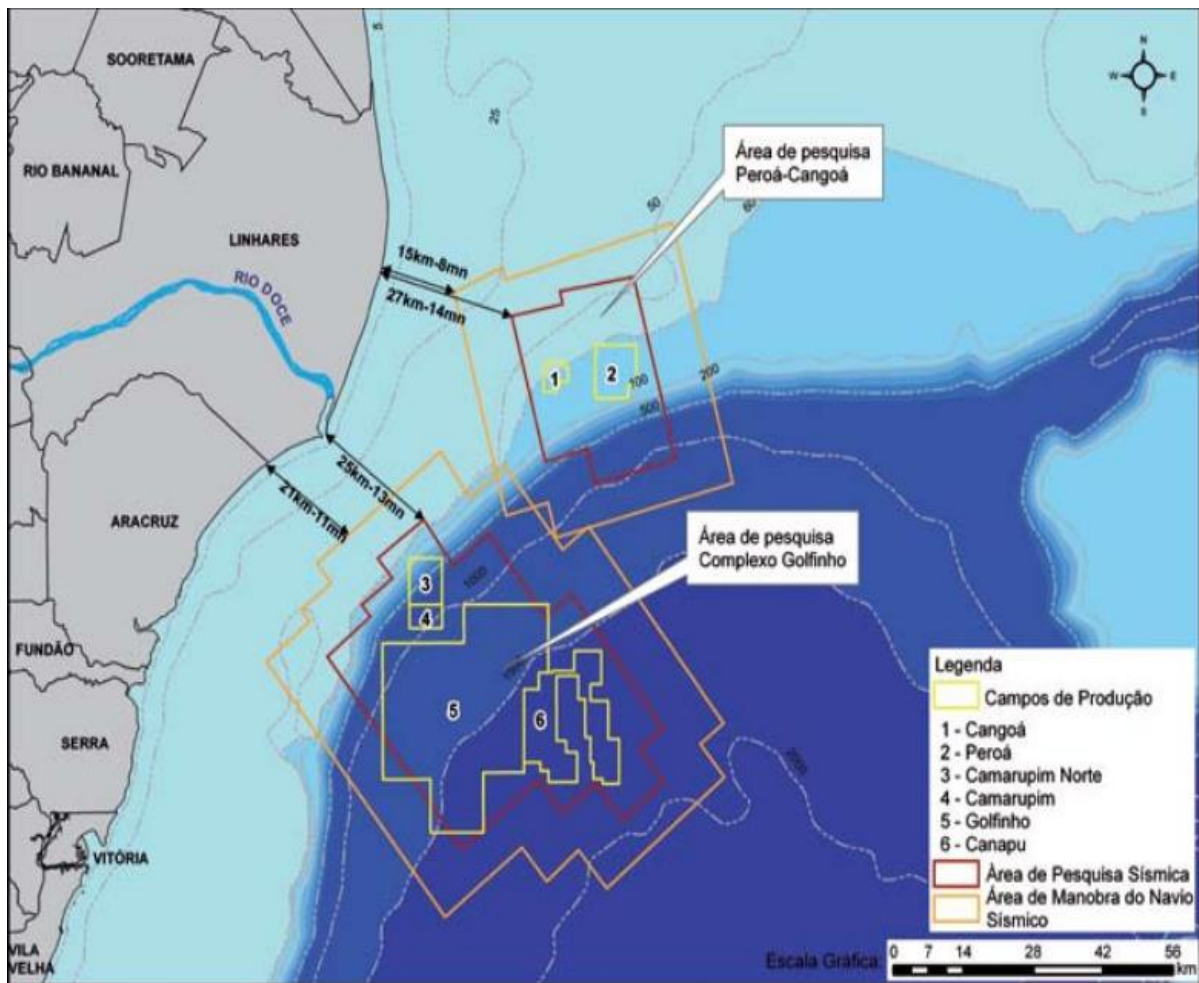 SOORETAMA
RIO BANANAL
LINHARES
RIO DOCE
ARACRUZ
FUNDÃO
SERRA
VITÓRIA
VILA
VELHA
5
25
50
60
N
W
E
S
Área de pesquisa
Peroá-Cangoá
15km-8mn
27km-14mn
1
2
100
200
500
25km-13mn
21km-11mn
Área de pesquisa
Complexo Golfinho
3
4
1000
5
6
2000
Legenda
Campos de Produção
1 - Cangoá
2 - Peroá
3 - Camarupim Norte
4 - Camarupim
5 - Golfinho
6 - Canapu
Área de Pesquisa Sísmica
Área de Manobra do Navio
Sísmico
Escala Gráfica:
0 7 14 28 42 56
km